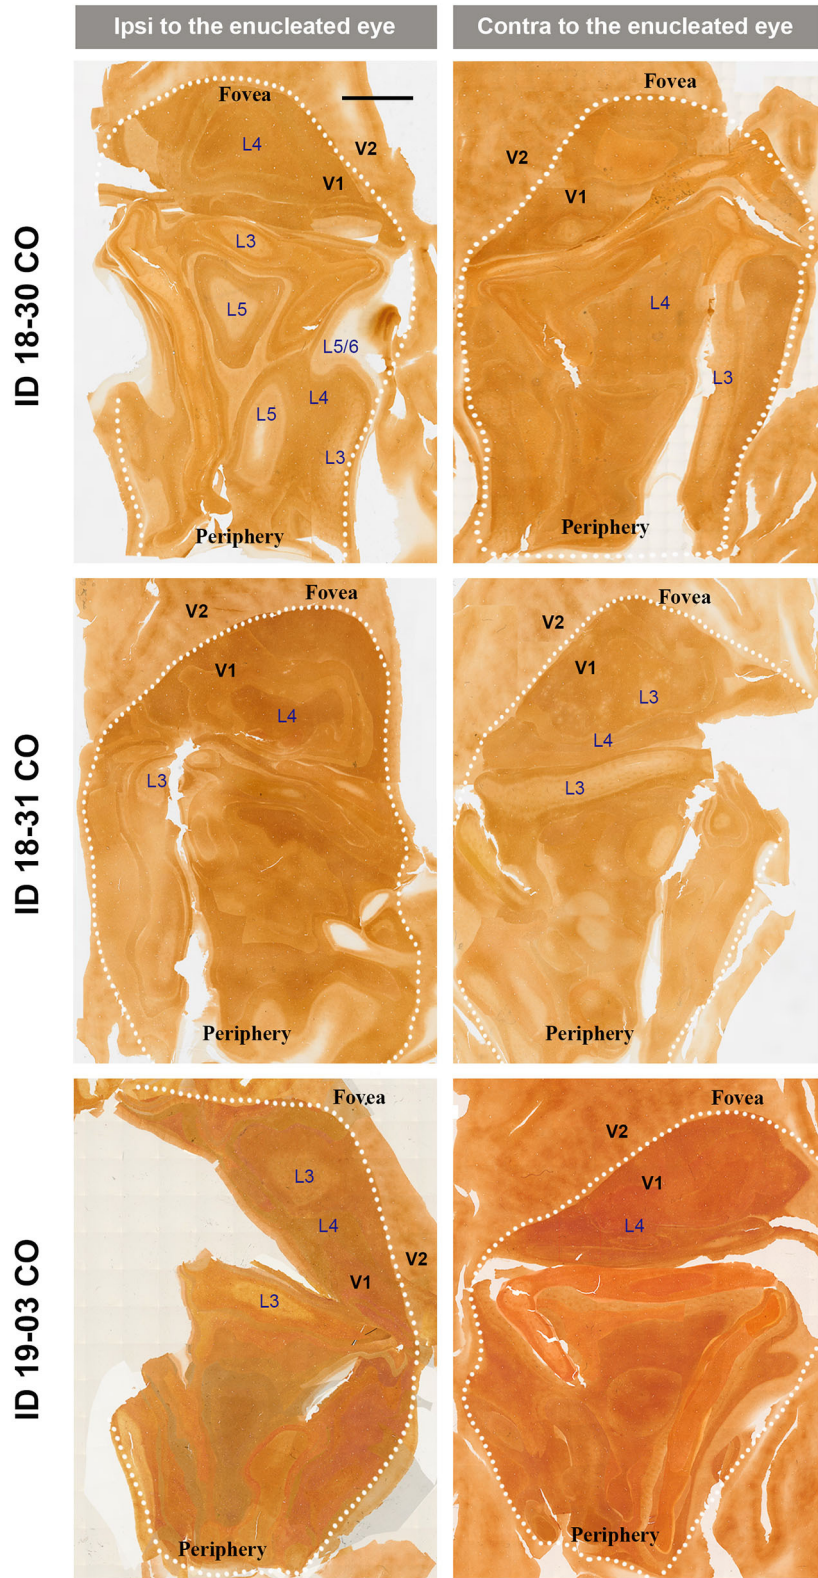 Ipsi to the enucleated eye
Contra to the enucleated eye
ID 18-30 CO
Fovea
L4
V2
V1
L3
L5
L5/6
L4
L5
L3
Periphery
Fovea
V2
V1
L4
L3
Periphery
ID 18-31 CO
Fovea
V2
V1
L4
L3
Periphery
Fovea
V2
V1
L3
L4
L3
Periphery
ID 19-03 CO
Fovea
L3
L4
V2
V1
L3
Periphery
Fovea
V2
V1
L4
Periphery